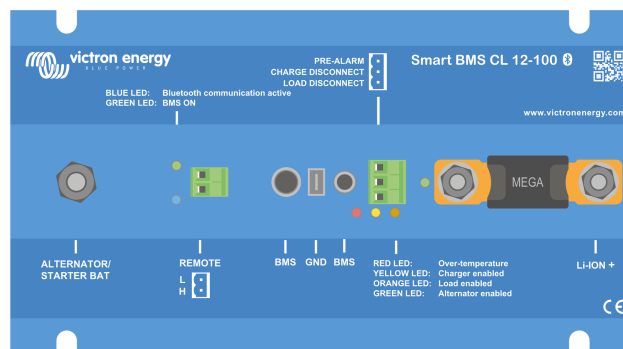 victron energy
BLUE POWER
PRE-ALARM
CHARGE DISCONNECT
LOAD DISCONNECT
Smart BMS CL 12-100
BLUE LED: Bluetooth communication active
GREEN LED: BMS ON
www.victronenergy.com
MEGA
ALTERNATOR/
STARTER BAT
REMOTE
L
H
BMS GND BMS
RED LED: Over-temperature
YELLOW LED: Charger enabled
ORANGE LED: Load enabled
GREEN LED: Alternator enabled
Li-ION +
CE